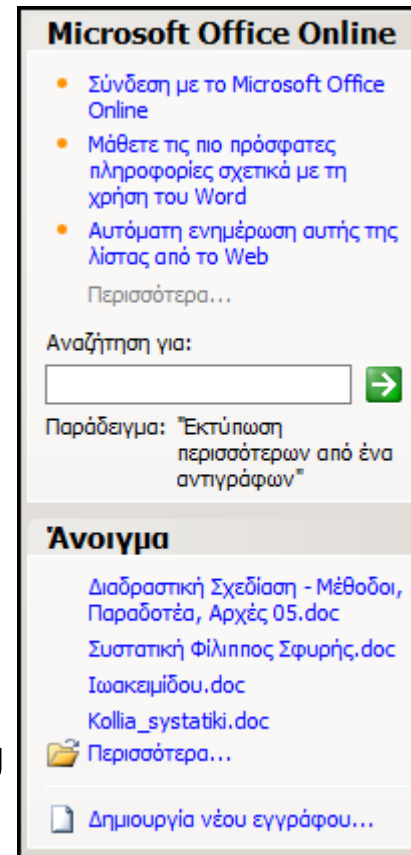 Microsoft Office Online
Σύνδεση με το Microsoft Office
Online
Μάθετε τις πιο πρόσφατες
πληροφορίες σχετικά με τη
χρήση του Word
Αυτόματη ενημέρωση αυτής της
λίστας από το Web
Περισσότερα...
Αναζήτηση για:
Παράδειγμα: "Εκτύπωση
περισσότερων από ένα
αντιγράφων"
Άνοιγμα
Διαδραστική Σχεδίαση - Μέθοδοι,
Παραδοτέα, Αρχές 05.doc
Συστατική Φίλιππος Σφυρής.doc
Ιωακειμίδου.doc
Kollia_systatiki.doc
Περισσότερα...
Δημιουργία νέου εγγράφου...